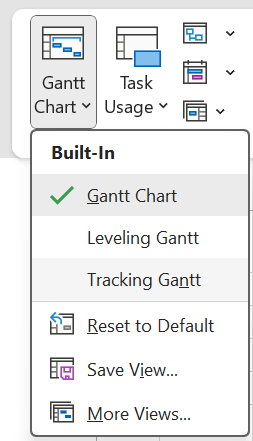 Gantt
Chart
Task
Usage
Built-In
Gantt Chart
Leveling Gantt
Tracking Gantt
Reset to Default
Save View...
More Views...